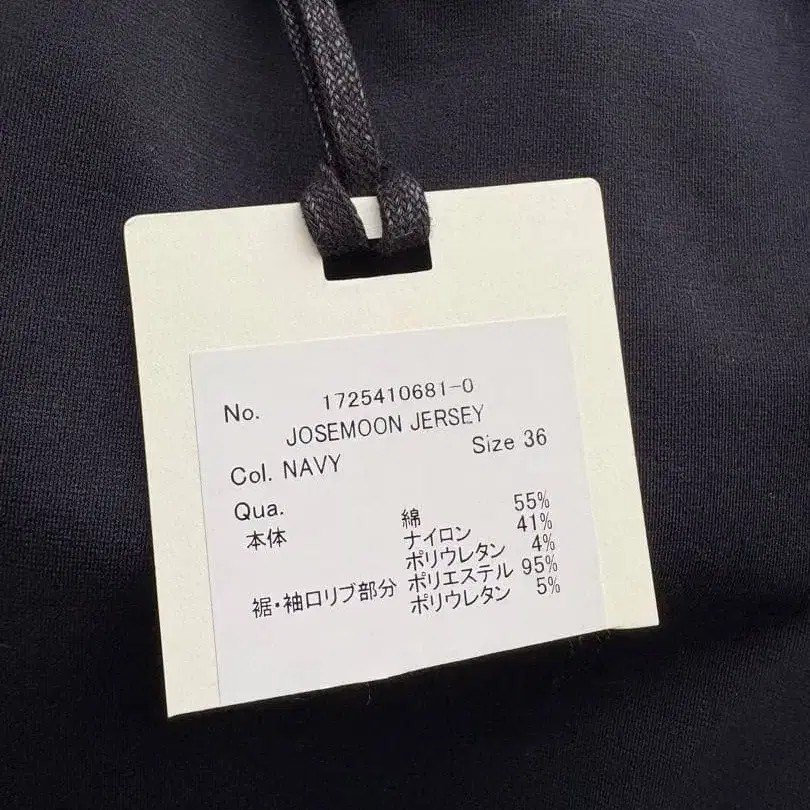 No. 1725410681-0
JOSEMOON JERSEY
Col. NAVY Size 36
Qua.
本体 綿 55%
ナイロン 41%
ポリウレタン 4%
裾・袖口リブ部分 ポリエステル 95%
ポリウレタン 5%